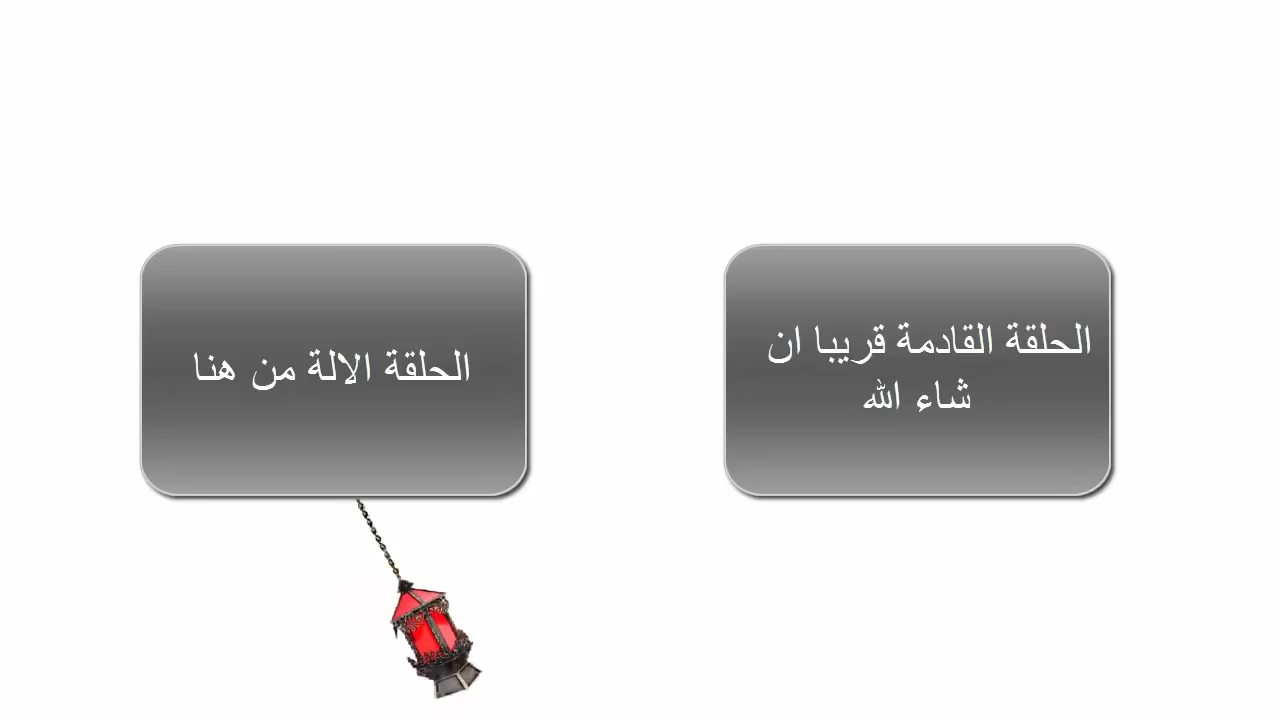 الحلقة القادمة قريبا ان
شاء الله
الحلقة الالة من هنا